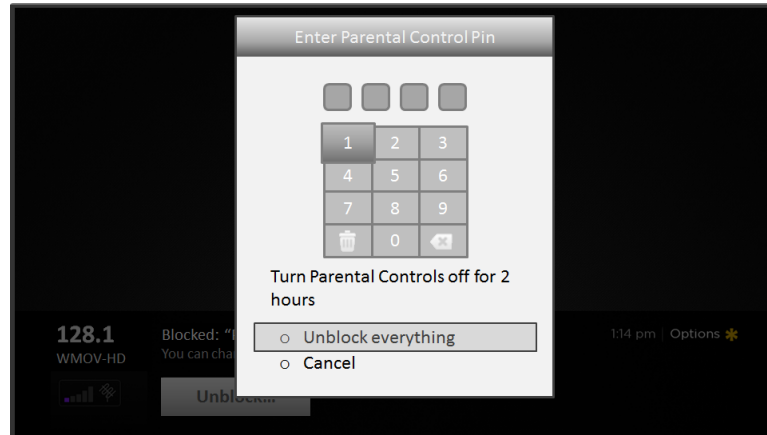 Enter Parental Control Pin
1 2 3
4 5 6
7 8 9
0
Turn Parental Controls off for 2
hours
o Unblock everything
o Cancel
128.1
WMOV-HD
Blocked:
You can
1:14 pm | Options
Unblock...